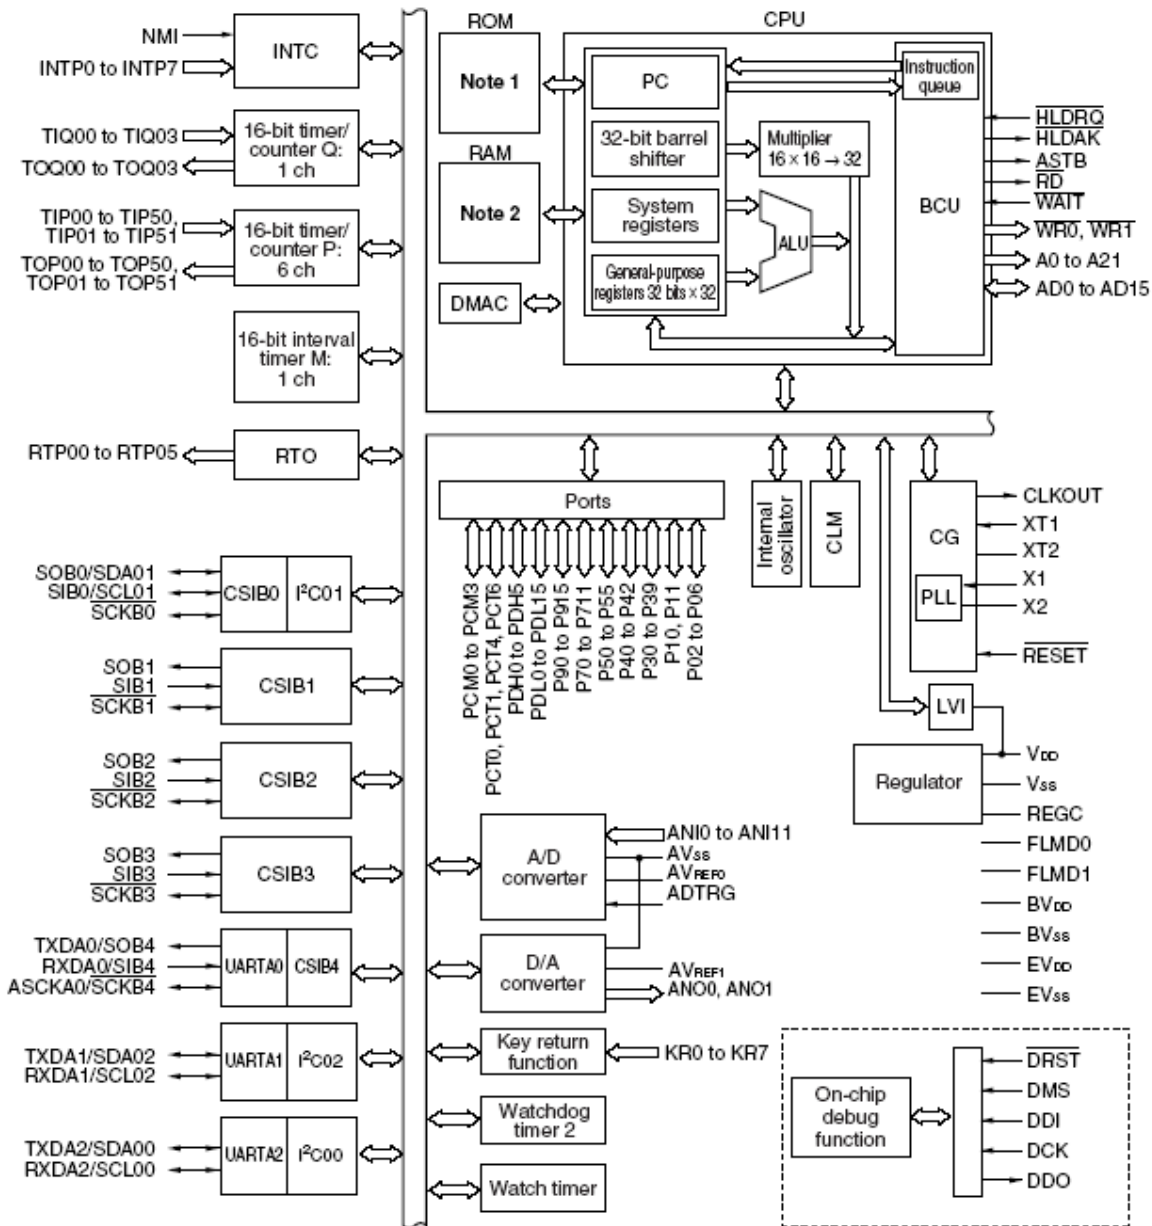 NMI
INTP0 to INTP7
INTC
TIQ00 to TIQ03
TOQ00 to TOQ03
16-bit timer/
counter Q:
1 ch
TIP00 to TIP50,
TIP01 to TIP51
TOP00 to TOP50,
TOP01 to TOP51
16-bit timer/
counter P:
6 ch
16-bit interval
timer M:
1 ch
RTP00 to RTP05
RTO
SOB0/SDA01
SIB0/SCL01
SCKB0
CSIB0
I²C01
SOB1
SIB1
SCKB1
CSIB1
SOB2
SIB2
SCKB2
CSIB2
SOB3
SIB3
SCKB3
CSIB3
TXDA0/SOB4
RXDA0/SIB4
ASCKA0/SCKB4
UARTA0
CSIB4
TXDA1/SDA02
RXDA1/SCL02
UARTA1
I²C02
TXDA2/SDA00
RXDA2/SCL00
UARTA2
I²C00
ROM
Note 1
RAM
Note 2
DMAC
CPU
PC
32-bit barrel
shifter
System
registers
General-purpose
registers 32 bits × 32
Multiplier
16 × 16 → 32
ALU
Instruction
queue
BCU
HLDRQ
HLDAK
ASTB
RD
WAIT
WR0, WR1
A0 to A21
AD0 to AD15
Ports
PCM0 to PCM3
PCT0, PCT1, PCT4, PCT6
PDH0 to PDH5
PDL0 to PDL15
P90 to P915
P70 to P711
P50 to P55
P40 to P42
P30 to P39
P10, P11
P02 to P06
Internal
oscillator
CLM
CG
PLL
CLKOUT
XT1
XT2
X1
X2
RESET
LVI
Regulator
VDD
VSS
REGC
FLMD0
FLMD1
BVDD
BVSS
EVDD
EVSS
A/D
converter
ANI0 to ANI11
AVSS
AVREF0
ADTRG
D/A
converter
AVREF1
ANO0, ANO1
Key return
function
KR0 to KR7
Watchdog
timer 2
Watch timer
On-chip
debug
function
DRST
DMS
DDI
DCK
DDO